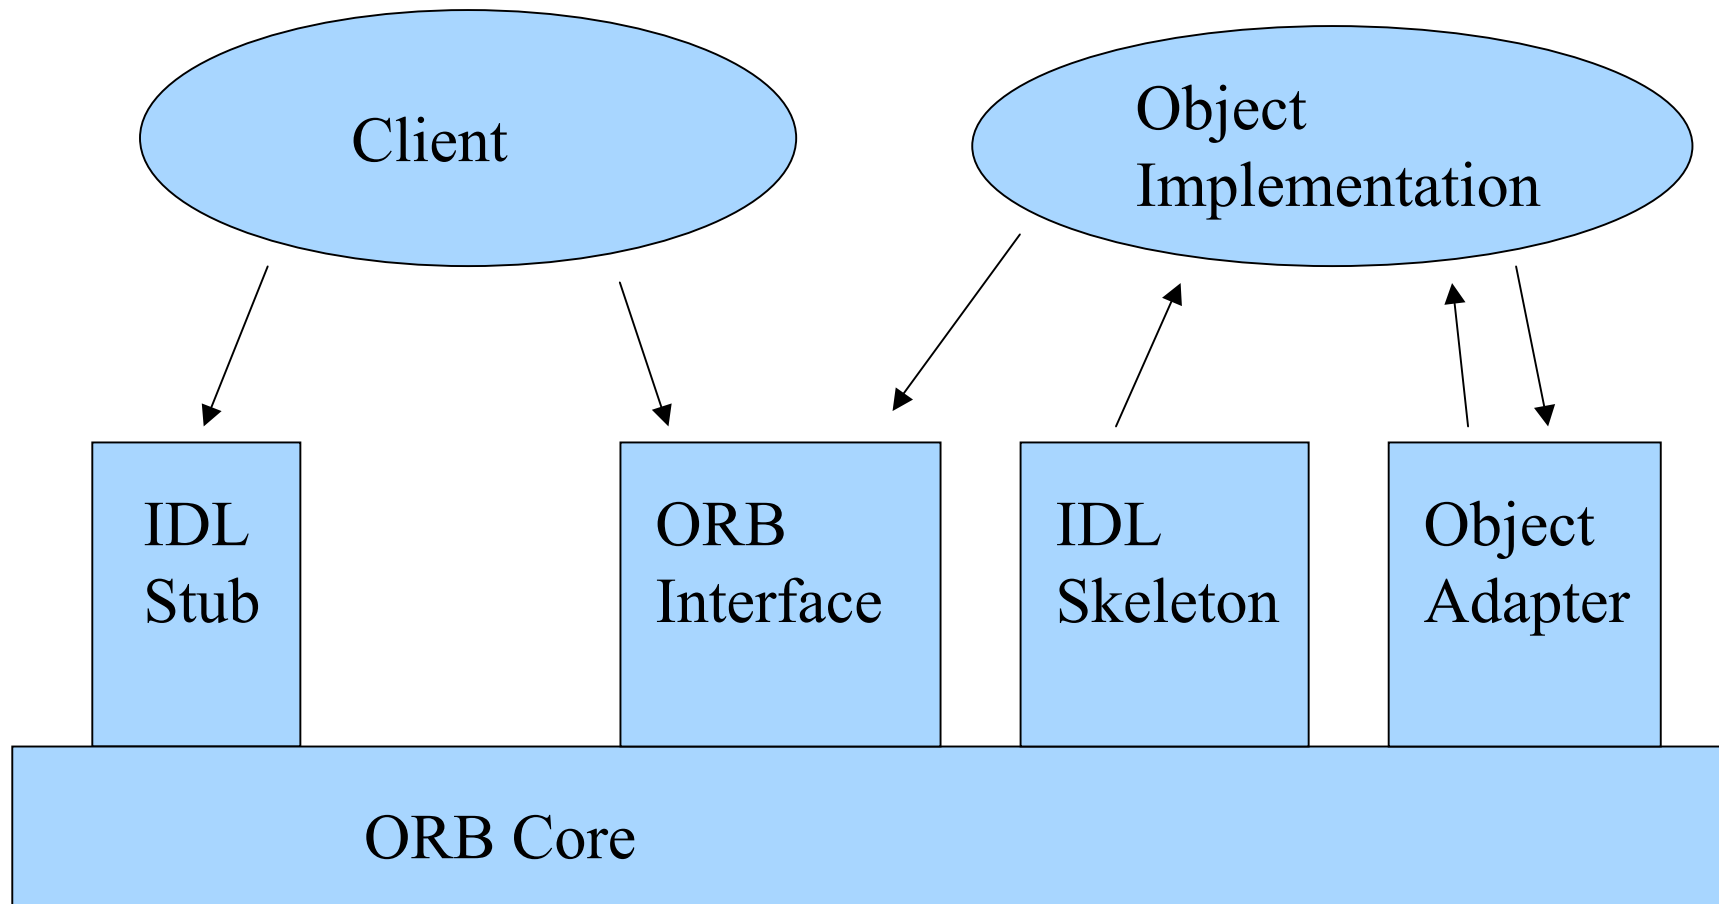 Client
Object
Implementation
IDL
Stub
ORB
Interface
IDL
Skeleton
Object
Adapter
ORB Core